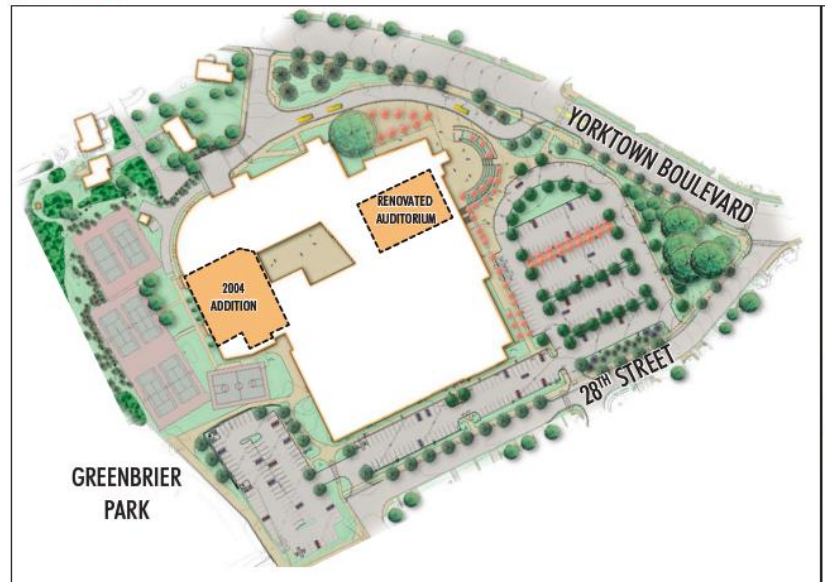 YORKTOWN BOULEVARD
RENOVATED
AUDITORIUM
2004
ADDITION
28TH STREET
GREENBRIER
PARK